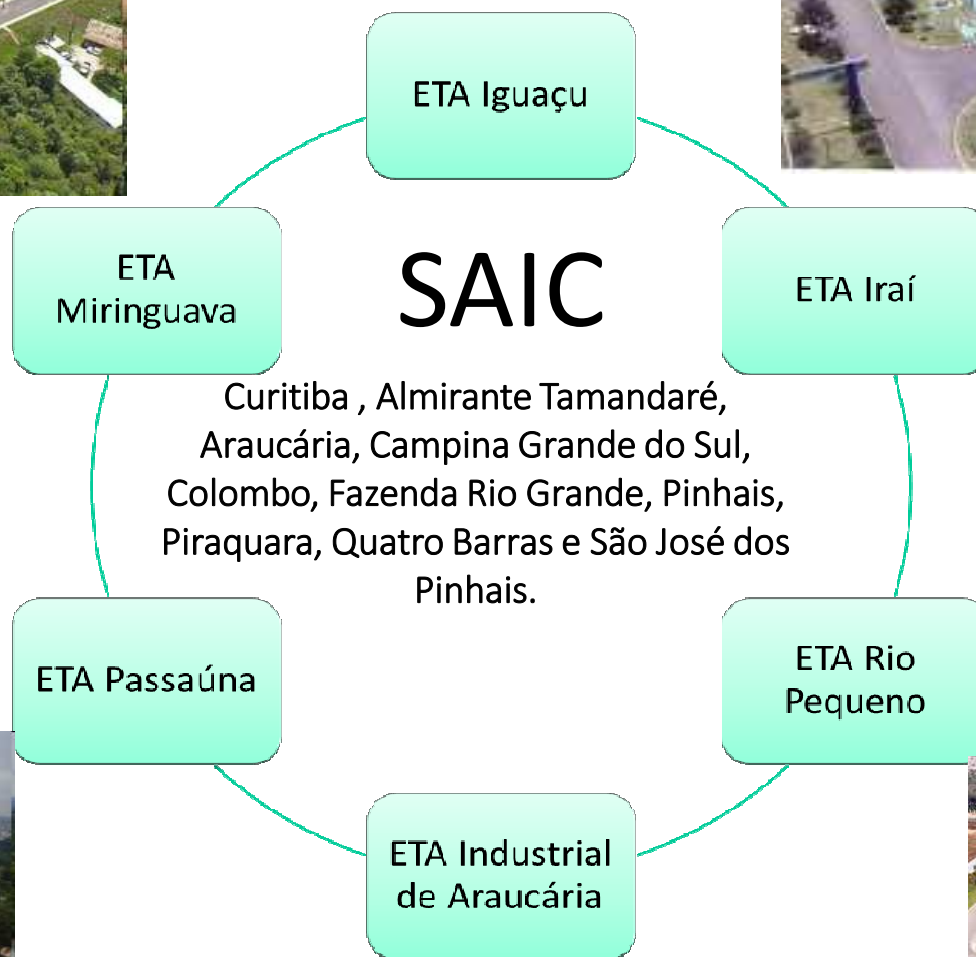 ETA Iguaçu
ETA
Miringuava
SAIC
ETA Iraí
Curitiba , Almirante Tamandaré,
Araucária, Campina Grande do Sul,
Colombo, Fazenda Rio Grande, Pinhais,
Piraquara, Quatro Barras e São José dos
Pinhais.
ETA Passaúna
ETA Rio
Pequeno
ETA Industrial
de Araucária